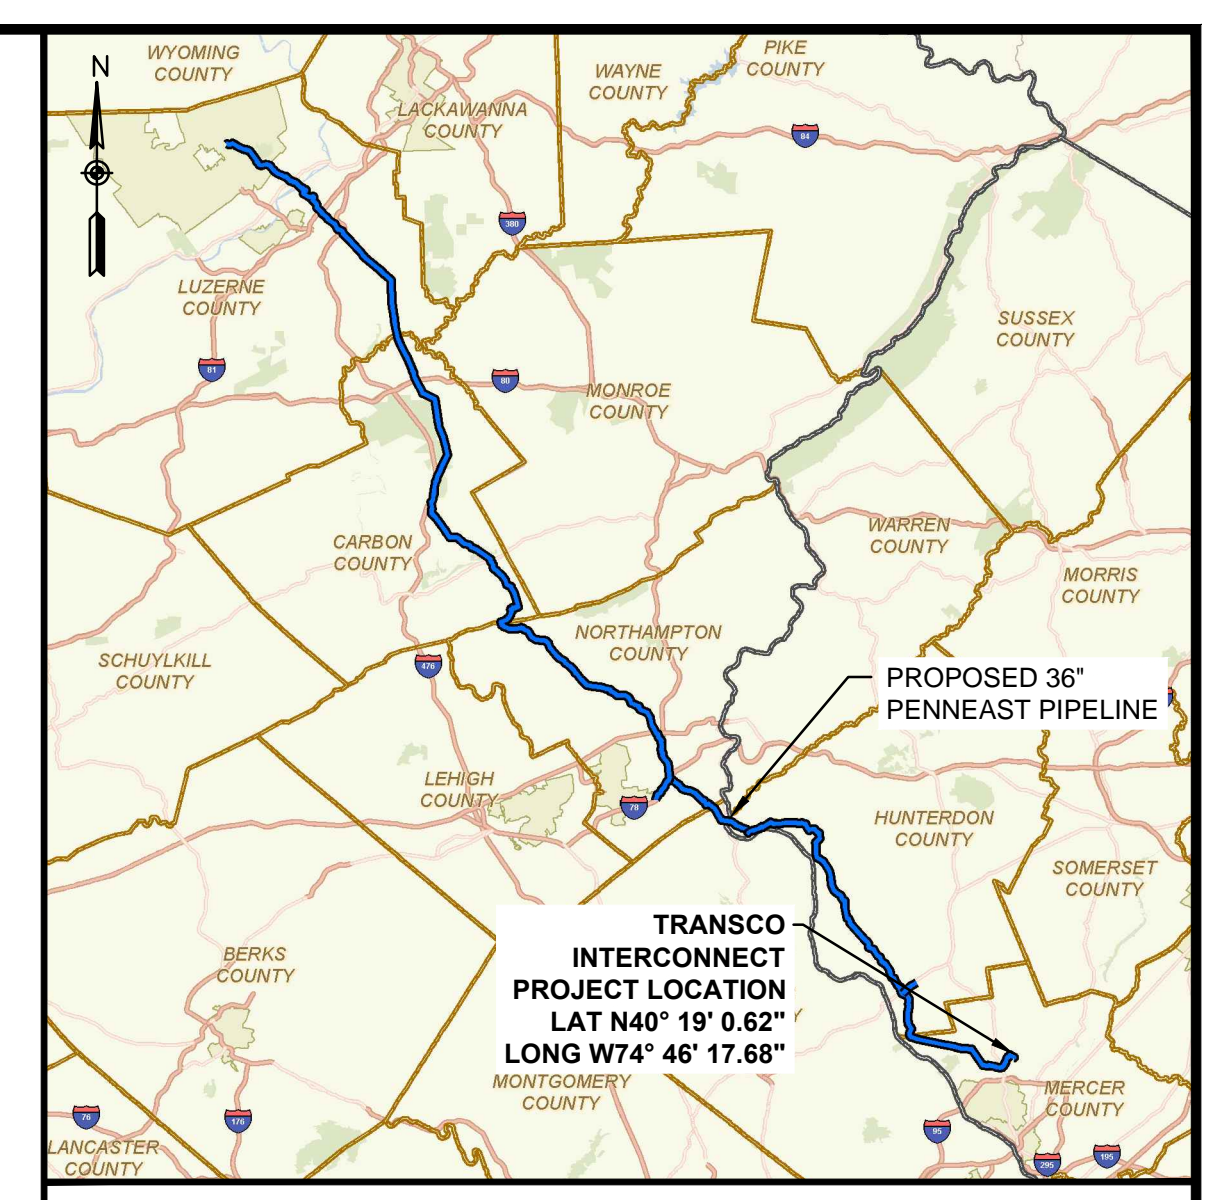 WYOMING
COUNTY
PIKE
COUNTY
N
WAYNE
COUNTY
LACKAWANNA
COUNTY
84
380
LUZERNE
COUNTY
SUSSEX
COUNTY
81
80
MONROE
COUNTY
WARREN
COUNTY
CARBON
COUNTY
MORRIS
COUNTY
NORTHAMPTON
COUNTY
SCHUYLKILL
COUNTY
476
PROPOSED 36"
PENNEAST PIPELINE
LEHIGH
COUNTY
78
HUNTERDON
COUNTY
SOMERSET
COUNTY
TRANSCO
INTERCONNECT
PROJECT LOCATION
LAT N40° 19' 0.62"
LONG W74° 46' 17.68"
BERKS
COUNTY
MONTGOMERY
COUNTY
MERCER
COUNTY
76
176
95
195
295
LANCASTER
COUNTY